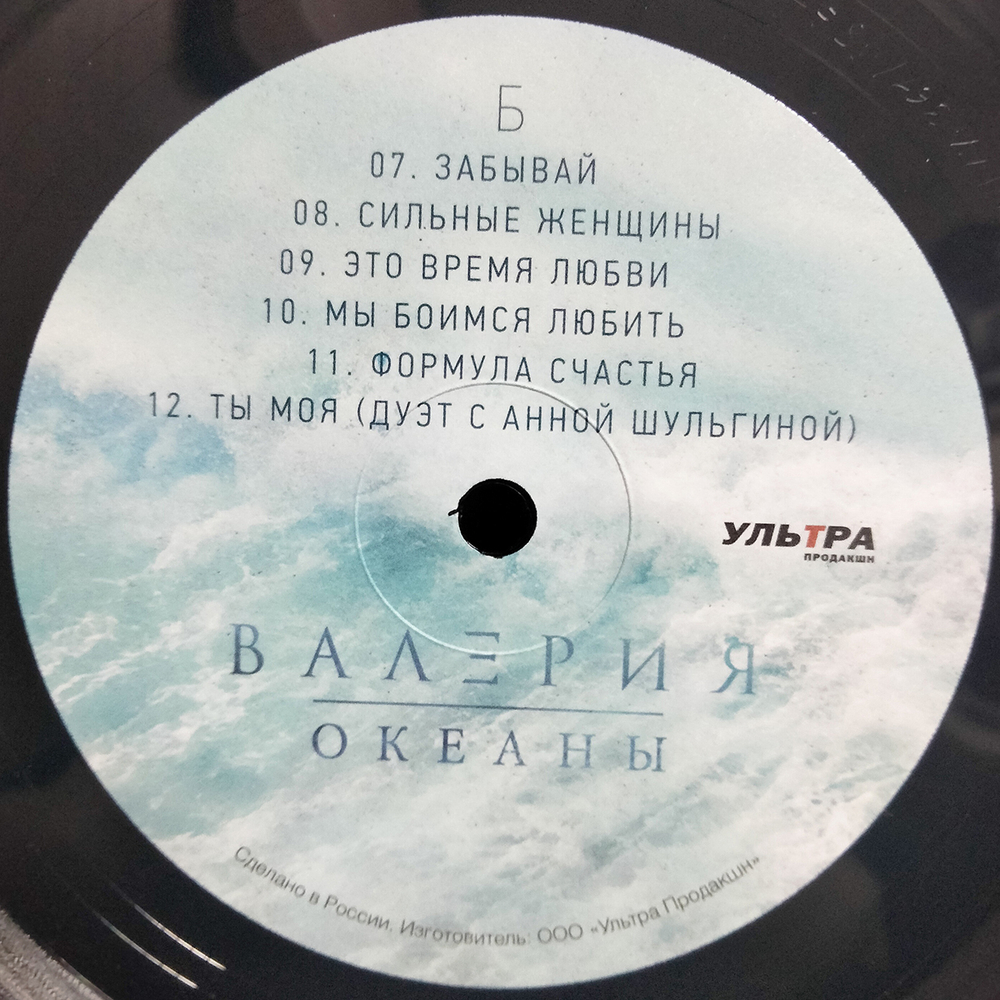 Б
07. ЗАБЫВАЙ
08. СИЛЬНЫЕ ЖЕНЩИНЫ
09. ЭТО ВРЕМЯ ЛЮБВИ
10. МЫ БОИМСЯ ЛЮБИТЬ
11. ФОРМУЛА СЧАСТЬЯ
12. ТЫ МОЯ (ДУЭТ С АННОЙ ШУЛЬГИНОЙ)
УЛЬТРА
ПРОДАКШН
ВАЛЕРИЯ
ОКЕАНЫ
Сделано в России. Изготовитель: ООО «Ультра Продакшн»